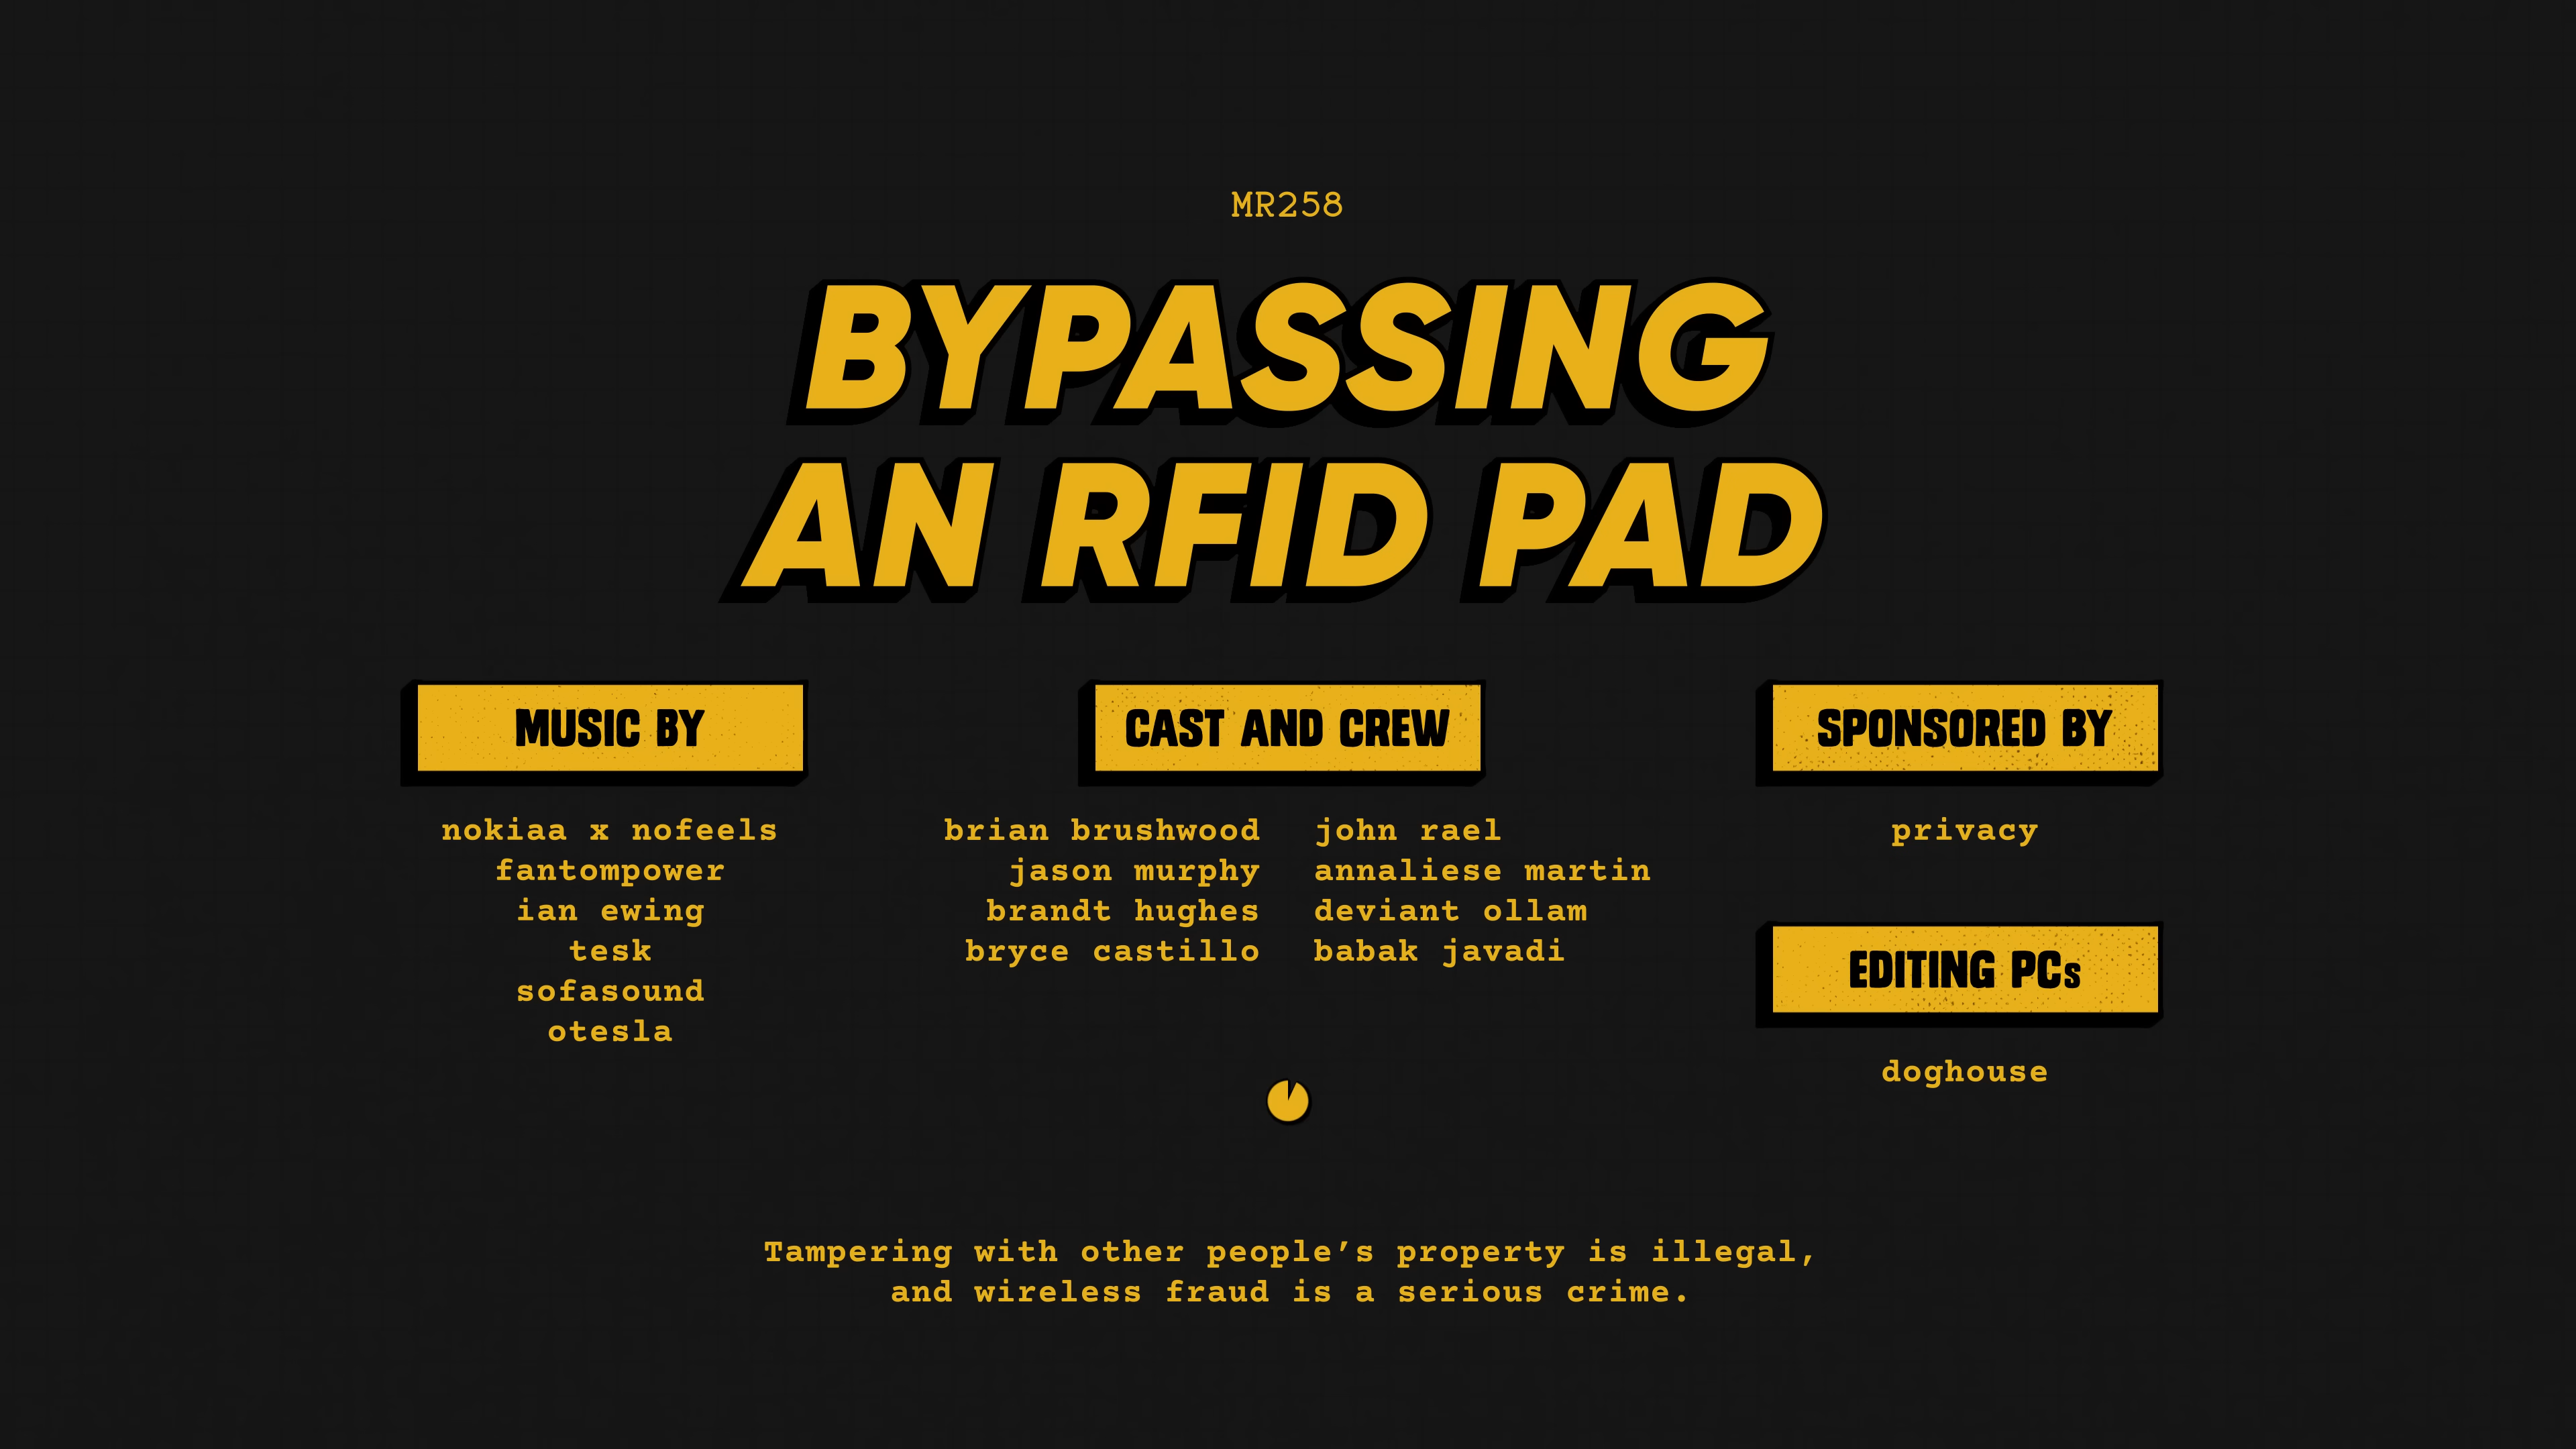 MR258
BYPASSING
AN RFID PAD
MUSIC BY
nokiaa x nofeels
fantompower
ian ewing
tesk
sofasound
otesla
CAST AND CREW
brian brushwood
jason murphy
brandt hughes
bryce castillo
john rael
annaliese martin
deviant ollam
babak javadi
SPONSORED BY
privacy
EDITING PCs
doghouse
Tampering with other people’s property is illegal,
and wireless fraud is a serious crime.